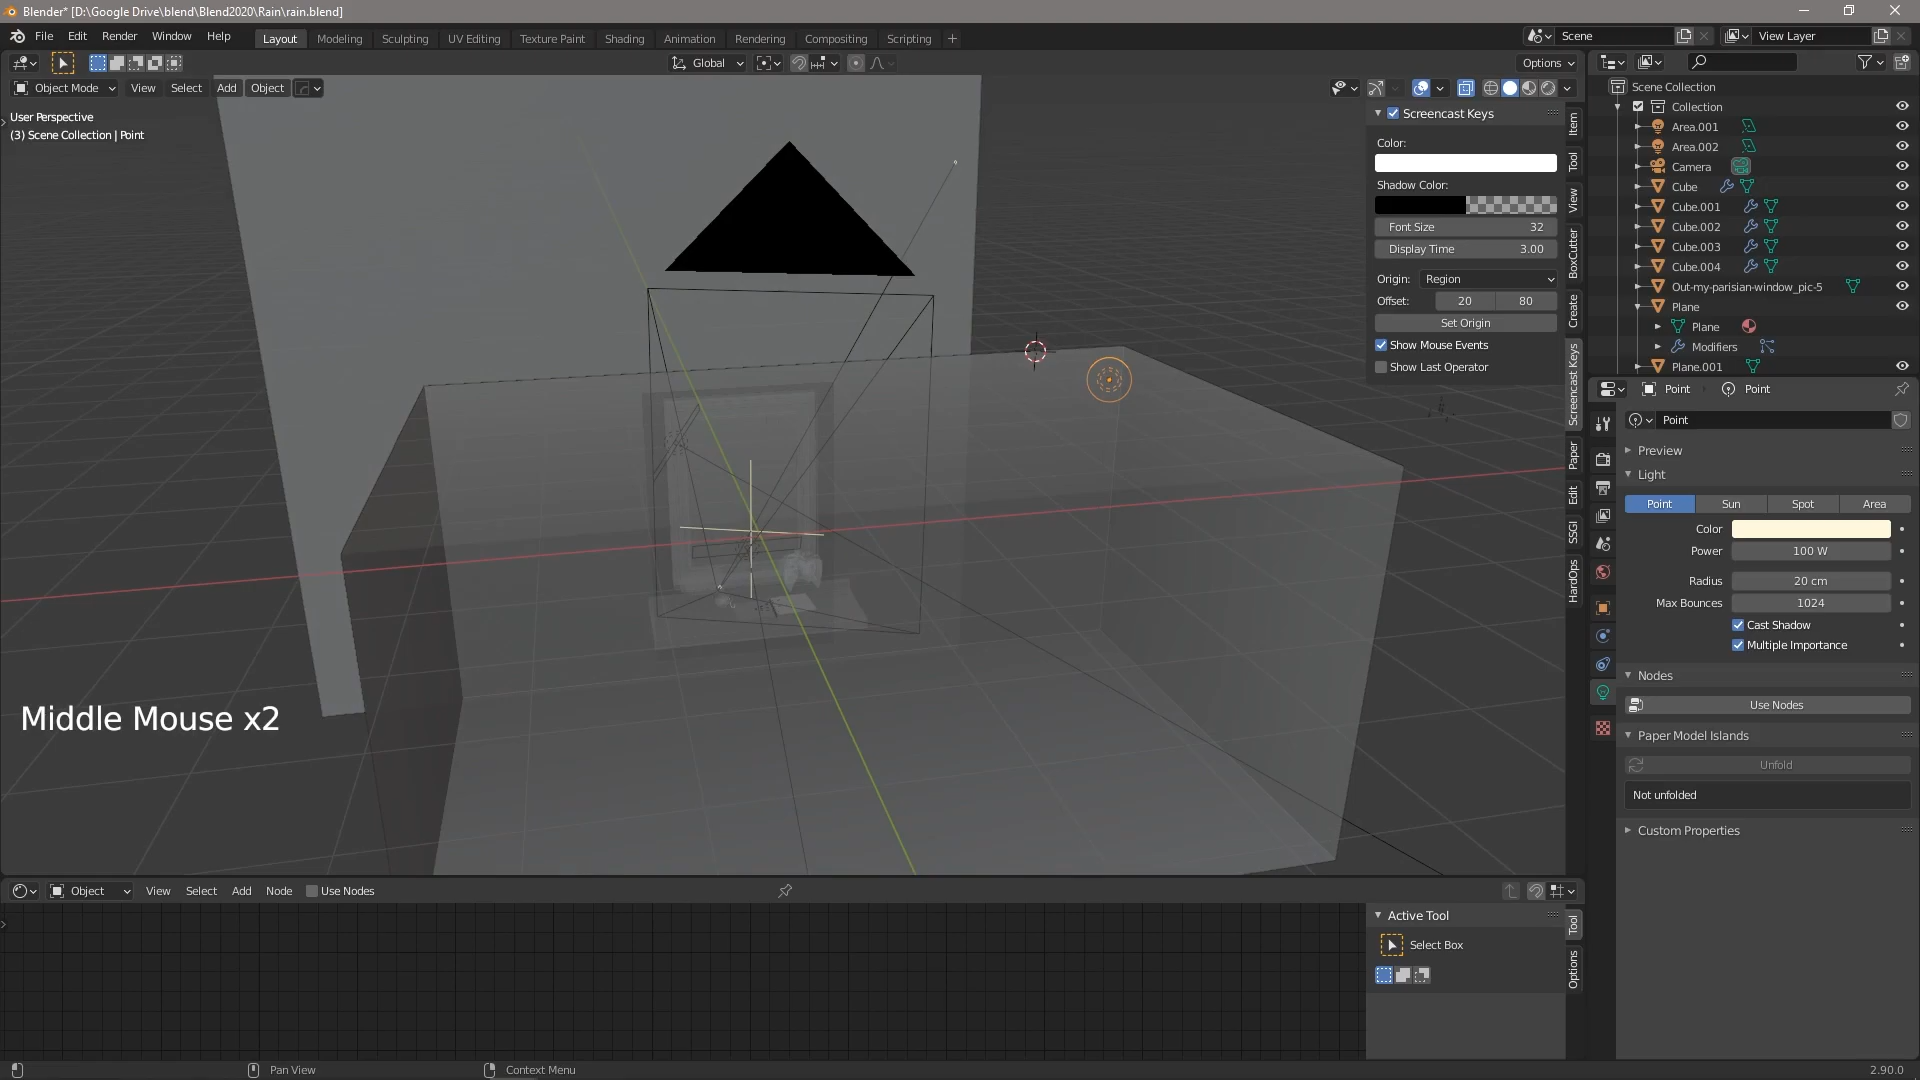 Blender* [D:\Google Drive\blend\Blend2020\Rain\rain.blend]
File Edit Render Window Help Layout Modeling Sculpting UV Editing Texture Paint Shading Animation Rendering Compositing Scripting + Scene View Layer
Global Options
Object Mode View Select Add Object
User Perspective
(3) Scene Collection | Point
Screencast Keys
Color:
Shadow Color:
Font Size 32
Display Time 3.00
Origin: Region
Offset: 20 80
Set Origin
Show Mouse Events
Show Last Operator
Item
Tool
View
BoxCutter
Create
Screencast Keys
Paper
Edit
SSGI
HardOps
Scene Collection
Collection
Area.001
Area.002
Camera
Cube
Cube.001
Cube.002
Cube.003
Cube.004
Out-my-parisian-window_pic-5
Plane
Plane
Modifiers
Plane.001
Point Point
Point
Preview
Light
Point Sun Spot Area
Color
Power 100 W
Radius 20 cm
Max Bounces 1024
Cast Shadow
Multiple Importance
Nodes
Use Nodes
Paper Model Islands
Unfold
Not unfolded
Custom Properties
Middle Mouse x2
Object View Select Add Node Use Nodes
Active Tool
Select Box
Tool
Options
Pan View Context Menu 2.90.0